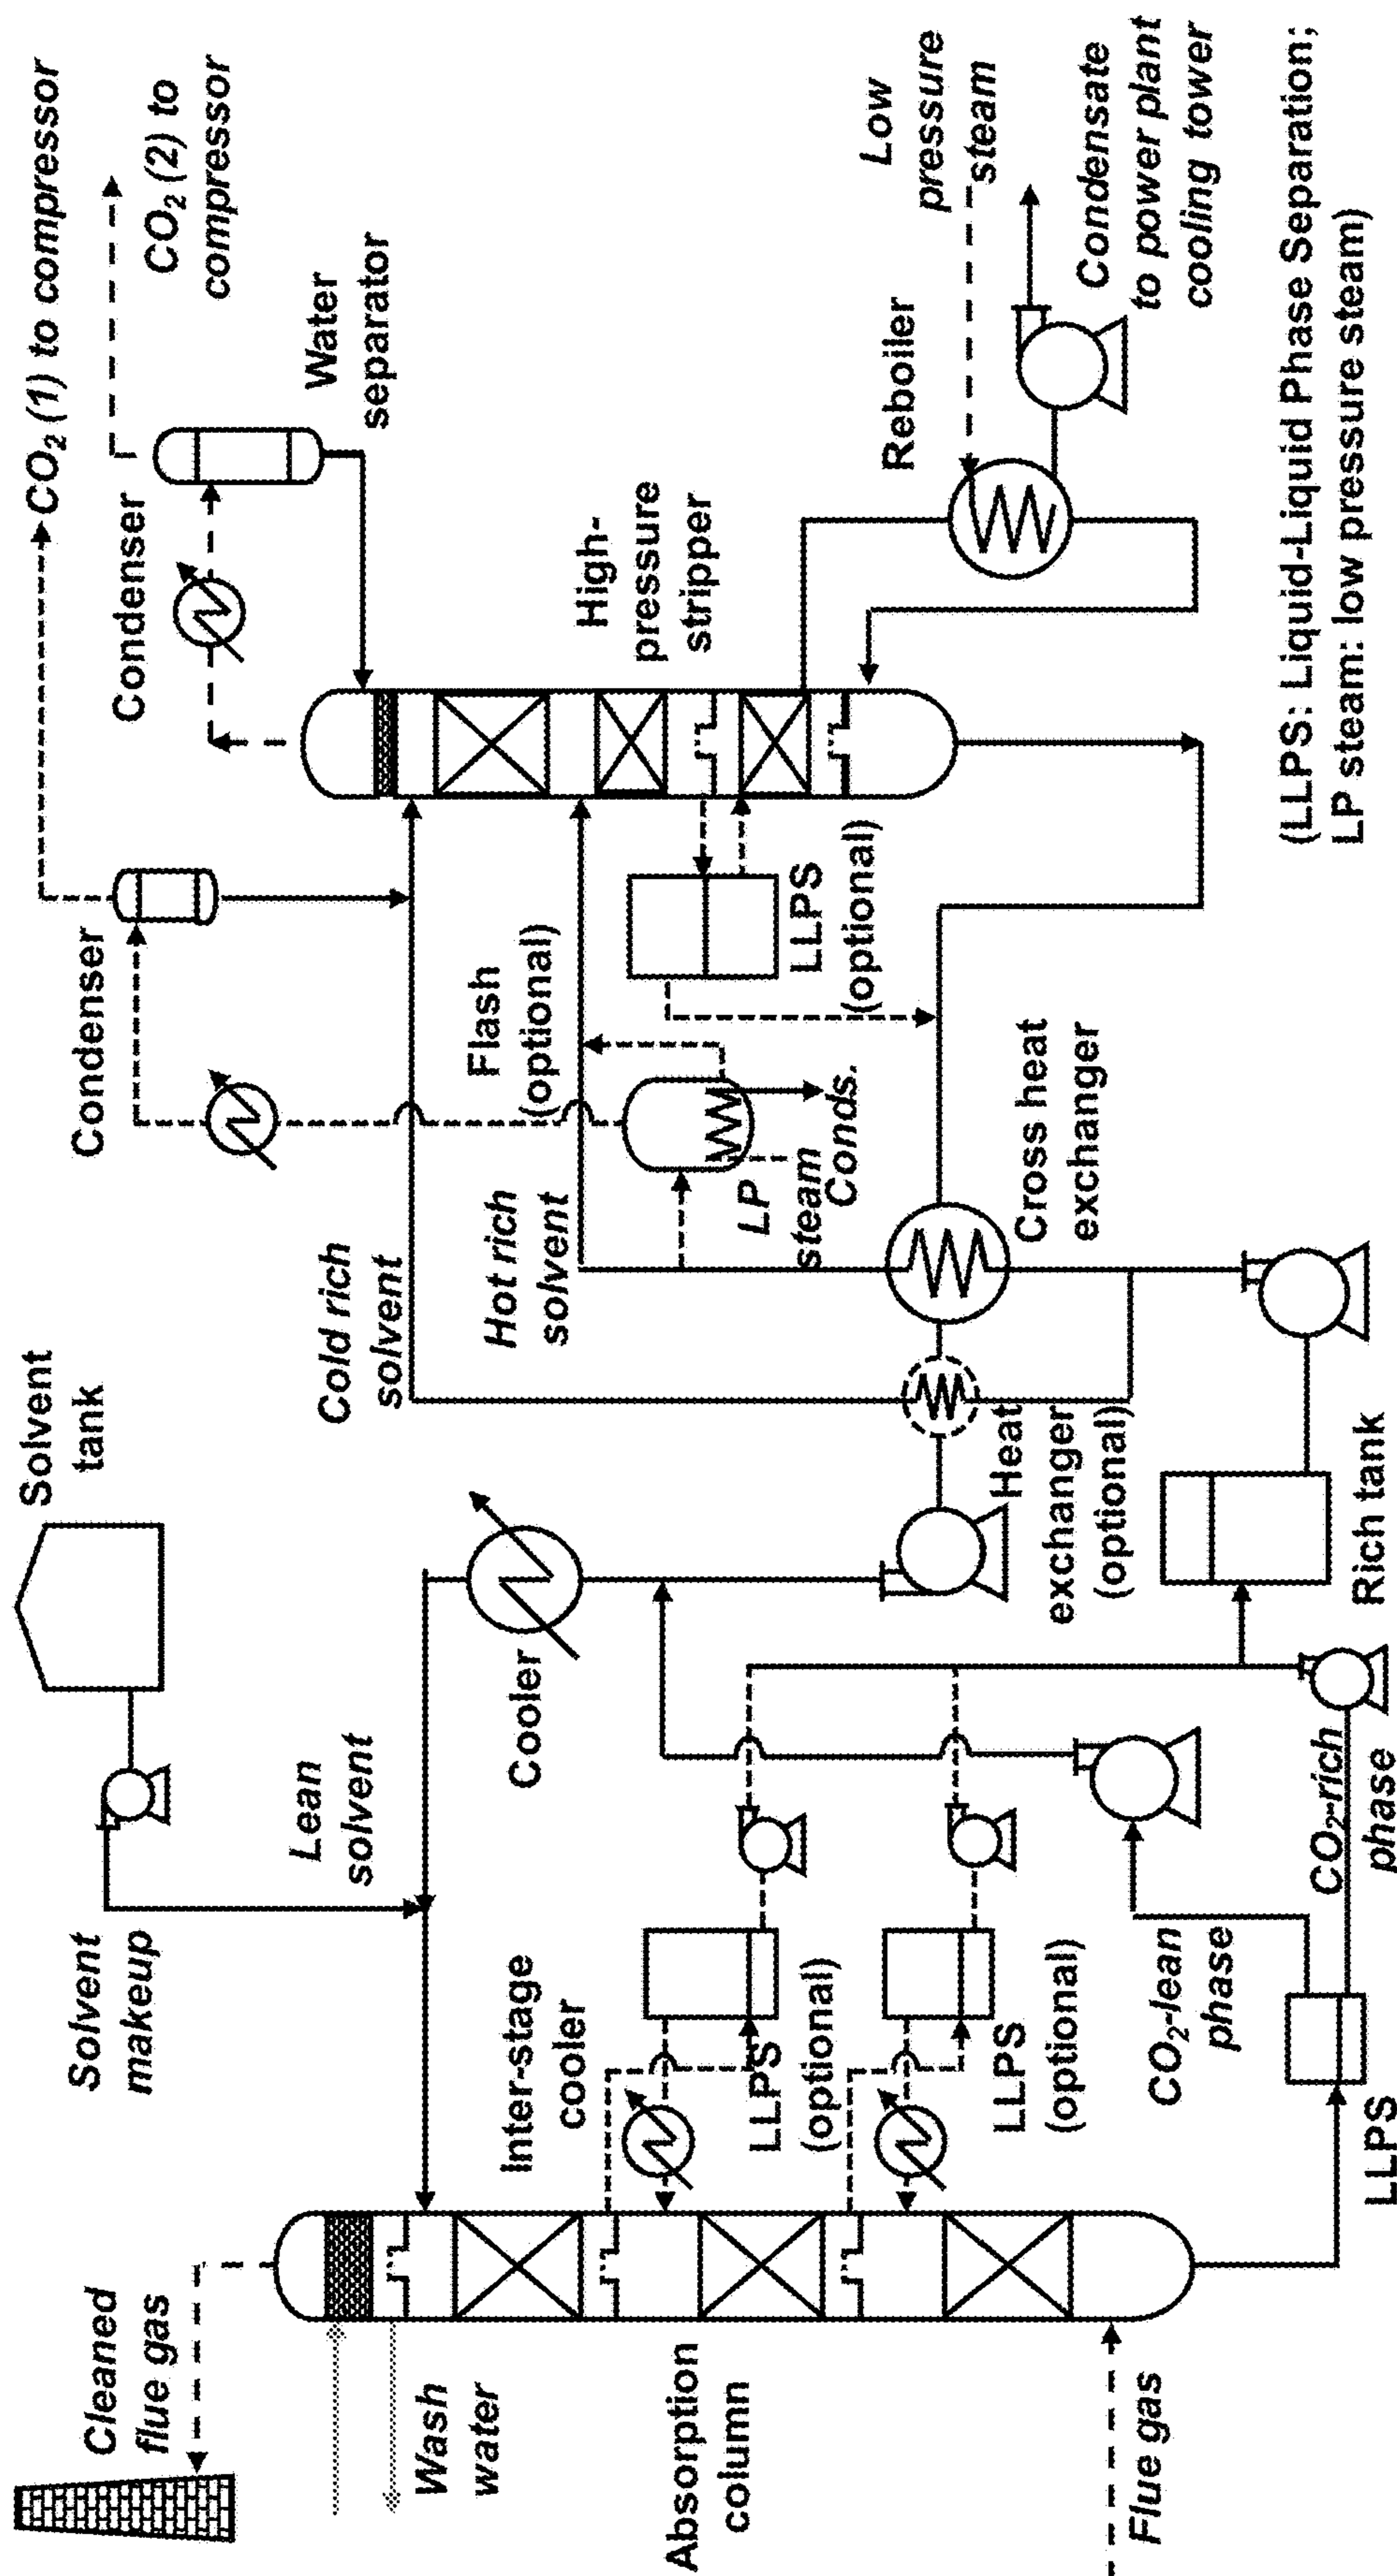 Cleaned
flue gas
Wash
water
Absorption
column
Flue gas
Solvent
makeup
Solvent
tank
Lean
solvent
Inter-stage
cooler
LLPS
(optional)
LLPS
(optional)
CO₂-lean
phase
LLPS
CO₂-rich
phase
Cooler
Rich tank
Heat
exchanger
(optional)
Cold rich
solvent
Hot rich
solvent
Cross heat
exchanger
Condenser
Flash
(optional)
LP
steam
Conds.
LLPS
(optional)
CO₂ (1) to compressor
Condenser
CO₂ (2) to
compressor
Water
separator
High-
pressure
stripper
Reboiler
Low
pressure
steam
Condensate
to power plant
cooling tower
(LLPS: Liquid-Liquid Phase Separation;
LP steam: low pressure steam)